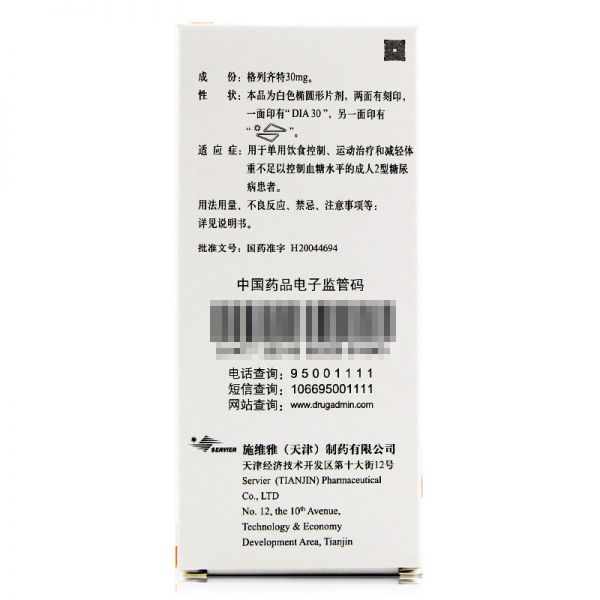 成 份：格列齐特30mg。
性 状：本品为白色椭圆形片剂，两面有刻印，
一面印有“DIA 30”，另一面印有
“ ”。
适 应 症：用于单用饮食控制、运动治疗和减轻体
重不足以控制血糖水平的成人2型糖尿
病患者。
用法用量、不良反应、禁忌、注意事项等：
详见说明书。
批准文号：国药准字 H20044694
中国药品电子监管码
电话查询：95001111
短信查询：106695001111
网站查询：www.drugadmin.com
SERVIER
施维雅（天津）制药有限公司
天津经济技术开发区第十大街12号
Servier (TIANJIN) Pharmaceutical
Co., LTD
No. 12, the 10th Avenue,
Technology & Economy
Development Area, Tianjin